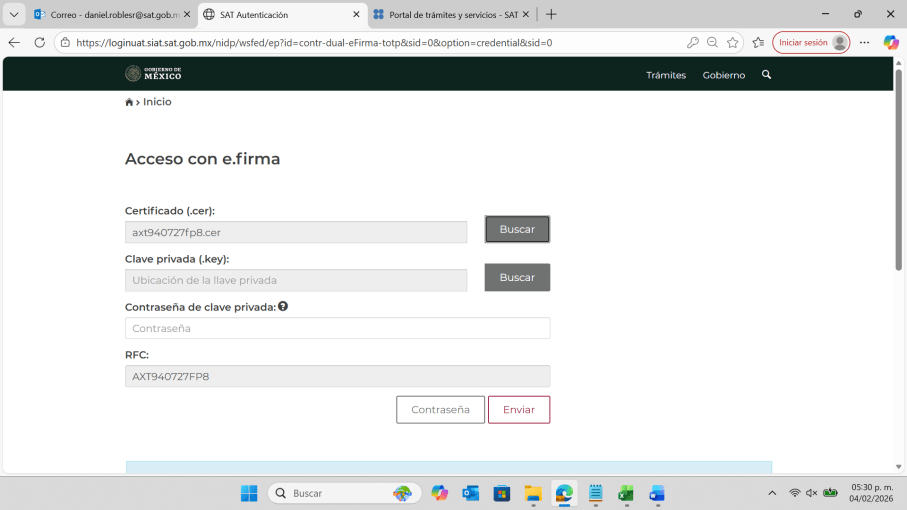 Correo - daniel.roblesr@sat.gob.m
SAT Autenticación
Portal de trámites y servicios - SAT
https://loginuat.siat.sat.gob.mx/nidp/wsfed/ep?id=contr-dual-eFirma-totp&sid=0&option=credential&sid=0
Iniciar sesión
GOBIERNO DE
MÉXICO
Trámites
Gobierno
Inicio
Acceso con e.firma
Certificado (.cer):
axt940727fp8.cer
Buscar
Clave privada (.key):
Ubicación de la llave privada
Buscar
Contraseña de clave privada:
Contraseña
RFC:
AXT940727FP8
Contraseña
Enviar
Buscar
05:30 p. m.
04/02/2026